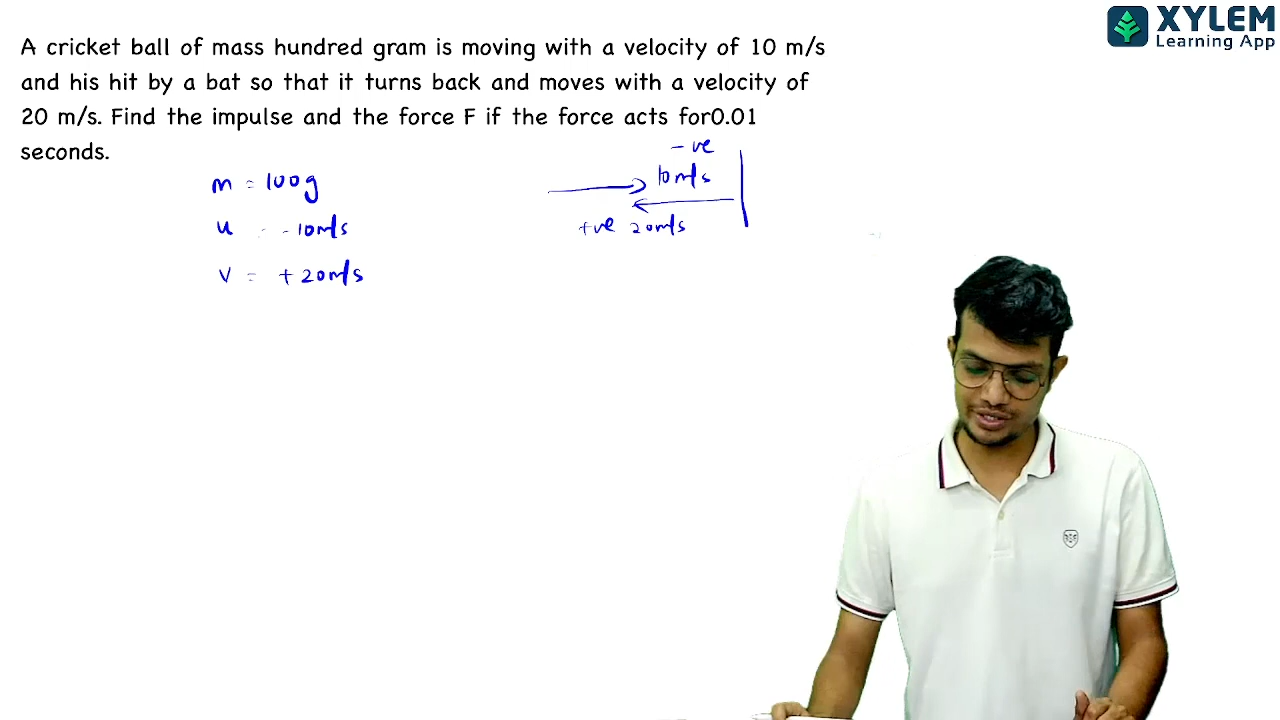 XYLEM
Learning App
A cricket ball of mass hundred gram is moving with a velocity of 10 m/s
and his hit by a bat so that it turns back and moves with a velocity of
20 m/s. Find the impulse and the force F if the force acts for0.01
seconds.
m = 100g
u = -10m/s
v = +20m/s
-ve
10m/s
+ve 20m/s